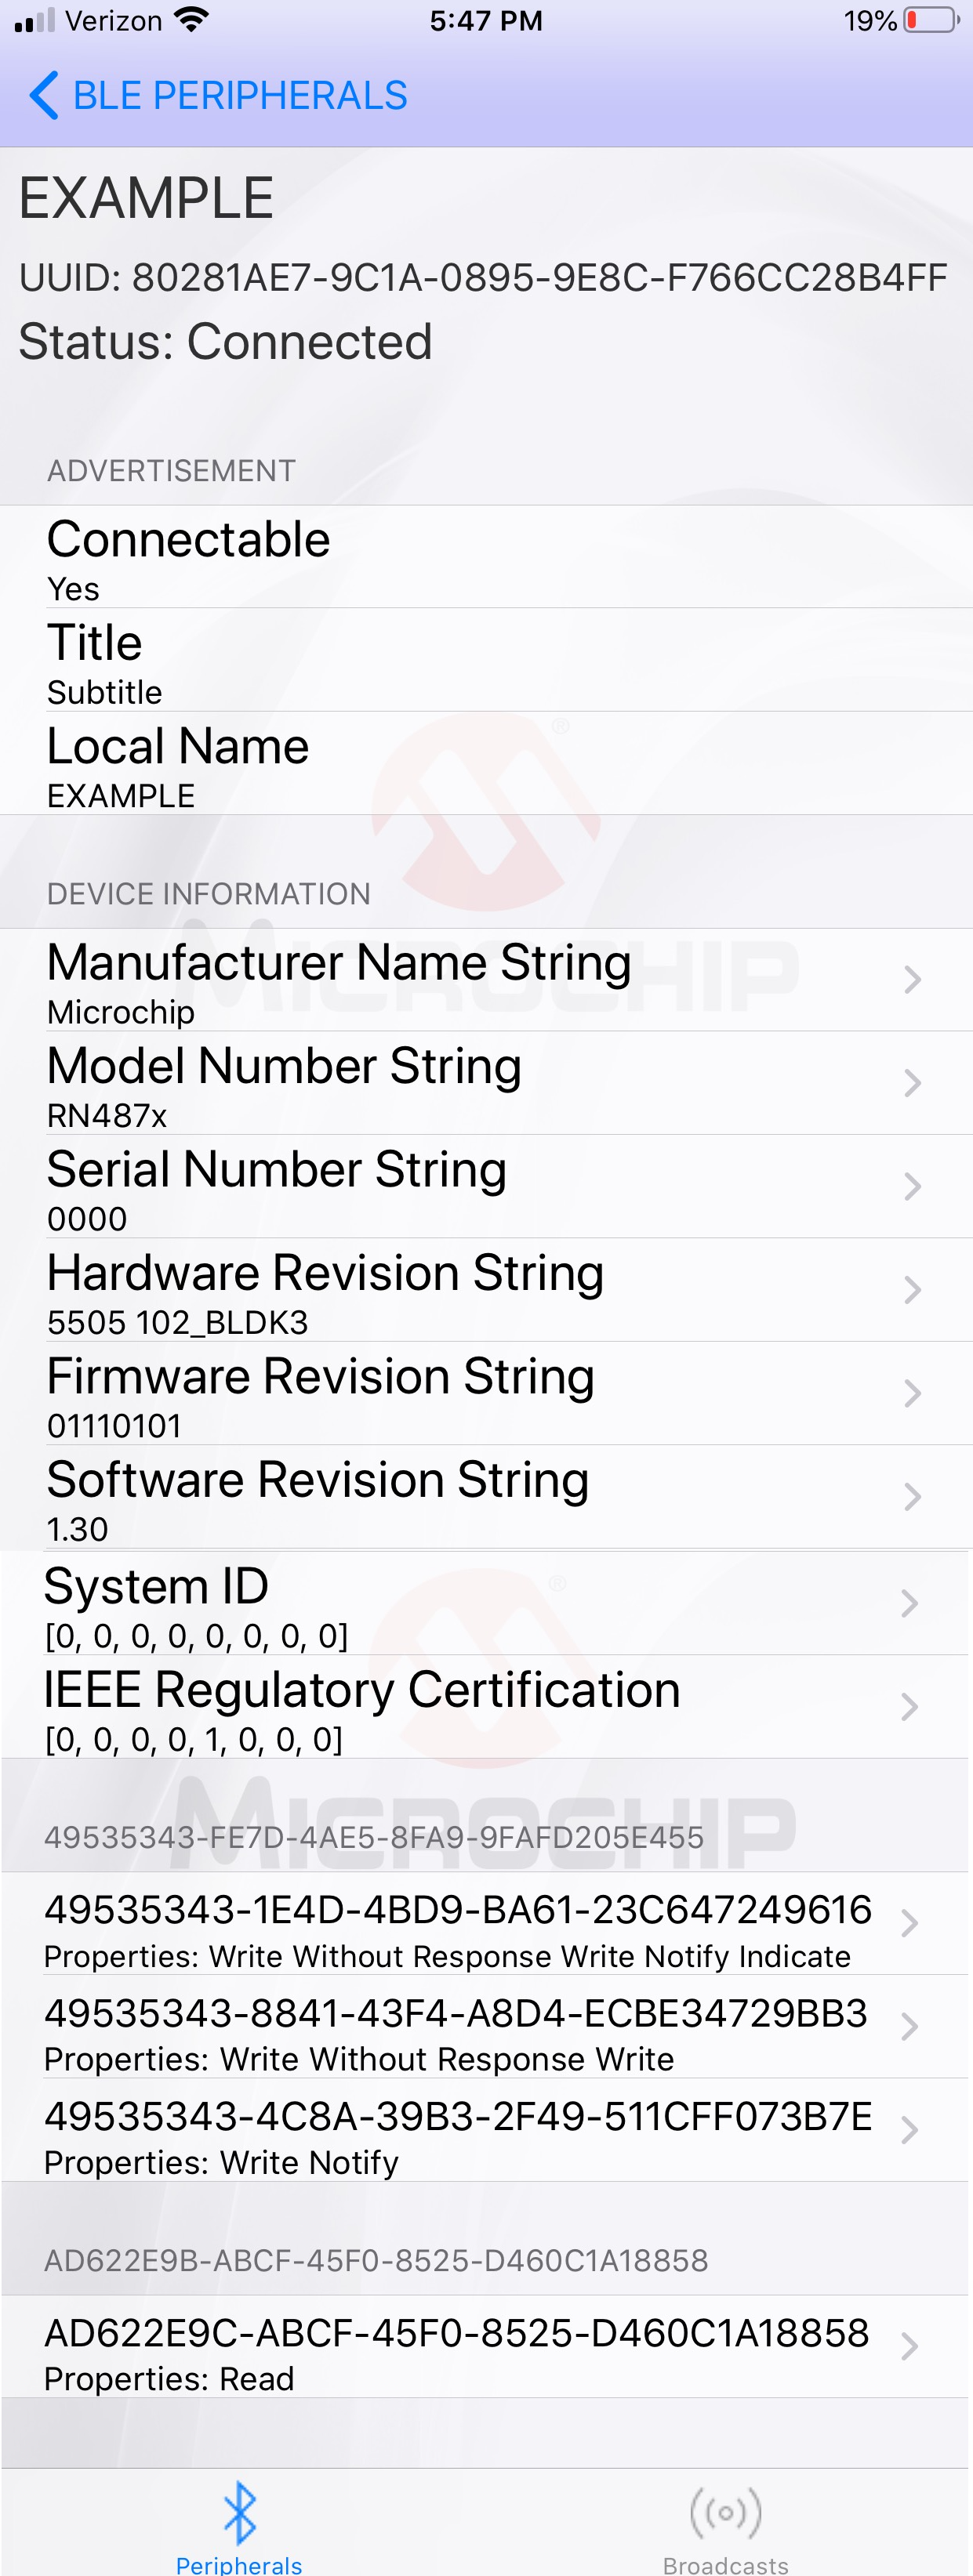 Verizon 5:47 PM 19%
BLE PERIPHERALS
EXAMPLE
UUID: 80281AE7-9C1A-0895-9E8C-F766CC28B4FF
Status: Connected
ADVERTISEMENT
Connectable
Yes
Title
Subtitle
Local Name
EXAMPLE
®
DEVICE INFORMATION
MICROCHIP
Manufacturer Name String
Microchip
Model Number String
RN487x
Serial Number String
0000
Hardware Revision String
5505 102_BLDK3
Firmware Revision String
01110101
Software Revision String
1.30
System ID
®
[0, 0, 0, 0, 0, 0, 0, 0]
IEEE Regulatory Certification
[0, 0, 0, 0, 1, 0, 0, 0]
MICROCHIP
49535343-FE7D-4AE5-8FA9-9FAFD205E455
49535343-1E4D-4BD9-BA61-23C647249616
Properties: Write Without Response Write Notify Indicate
49535343-8841-43F4-A8D4-ECBE34729BB3
Properties: Write Without Response Write
49535343-4C8A-39B3-2F49-511CFF073B7E
Properties: Write Notify
AD622E9B-ABCF-45F0-8525-D460C1A18858
AD622E9C-ABCF-45F0-8525-D460C1A18858
Properties: Read
Peripherals
Broadcasts